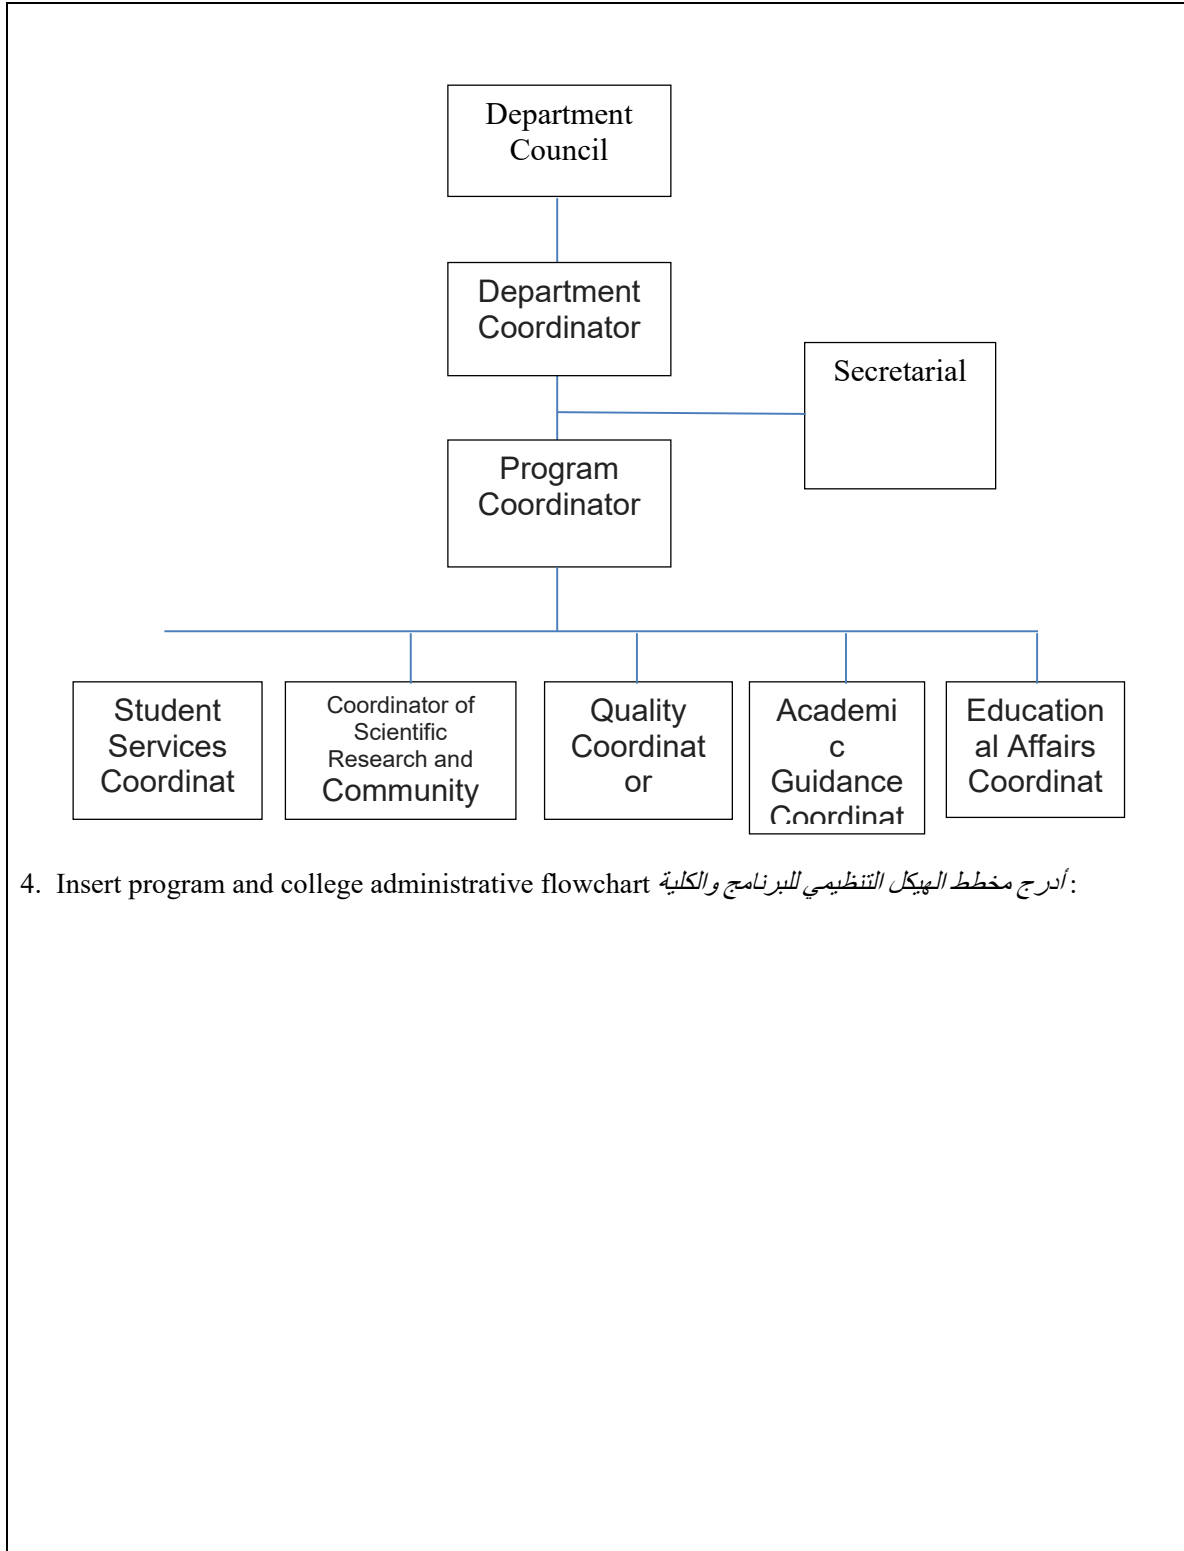 Department
Council
Department
Coordinator
Secretarial
Program
Coordinator
Student
Services
Coordinat
Coordinator of
Scientific
Research and
Community
Quality
Coordinat
or
Academi
c
Guidance
Coordinat
Education
al Affairs
Coordinat
4. Insert program and college administrative flowchart أدرج مخطط الهيكل التنظيمي للبرنامج والكلية :